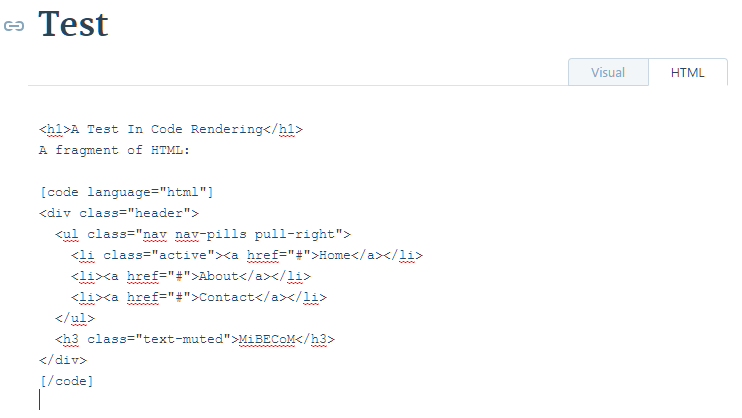 Test
Visual HTML
<h1>A Test In Code Rendering</h1>
A fragment of HTML:
[code language="html"]
<div class="header">
  <ul class="nav nav-pills pull-right">
    <li class="active"><a href="#">Home</a></li>
    <li><a href="#">About</a></li>
    <li><a href="#">Contact</a></li>
  </ul>
  <h3 class="text-muted">MiBECoM</h3>
</div>
[/code]